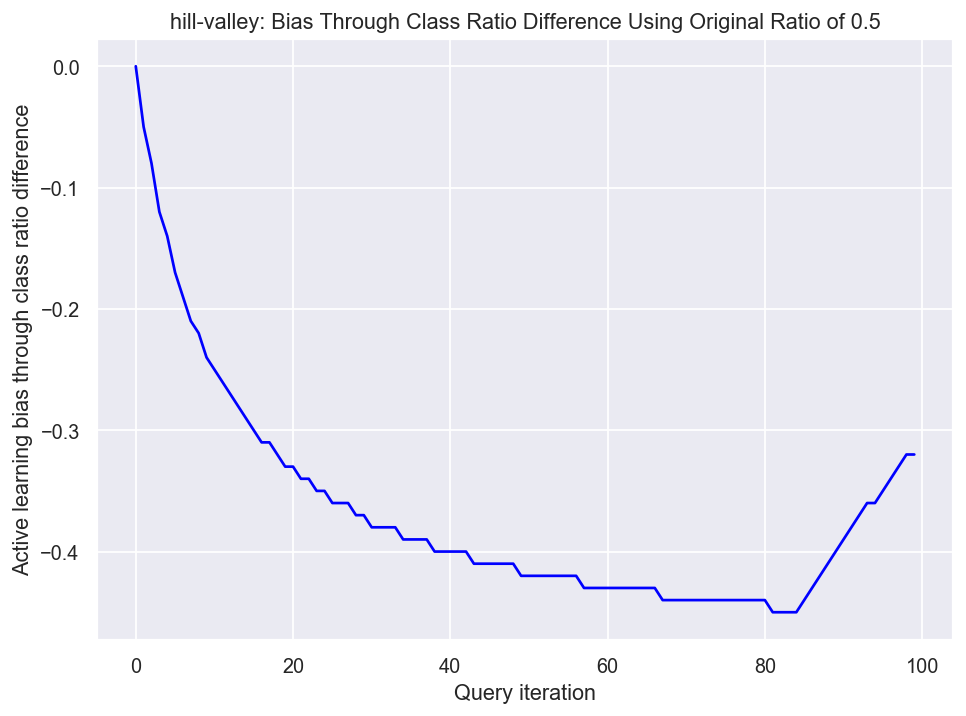 hill-valley: Bias Through Class Ratio Difference Using Original Ratio of 0.5
Active learning bias through class ratio difference
0.0
−0.1
−0.2
−0.3
−0.4
0 20 40 60 80 100
Query iteration